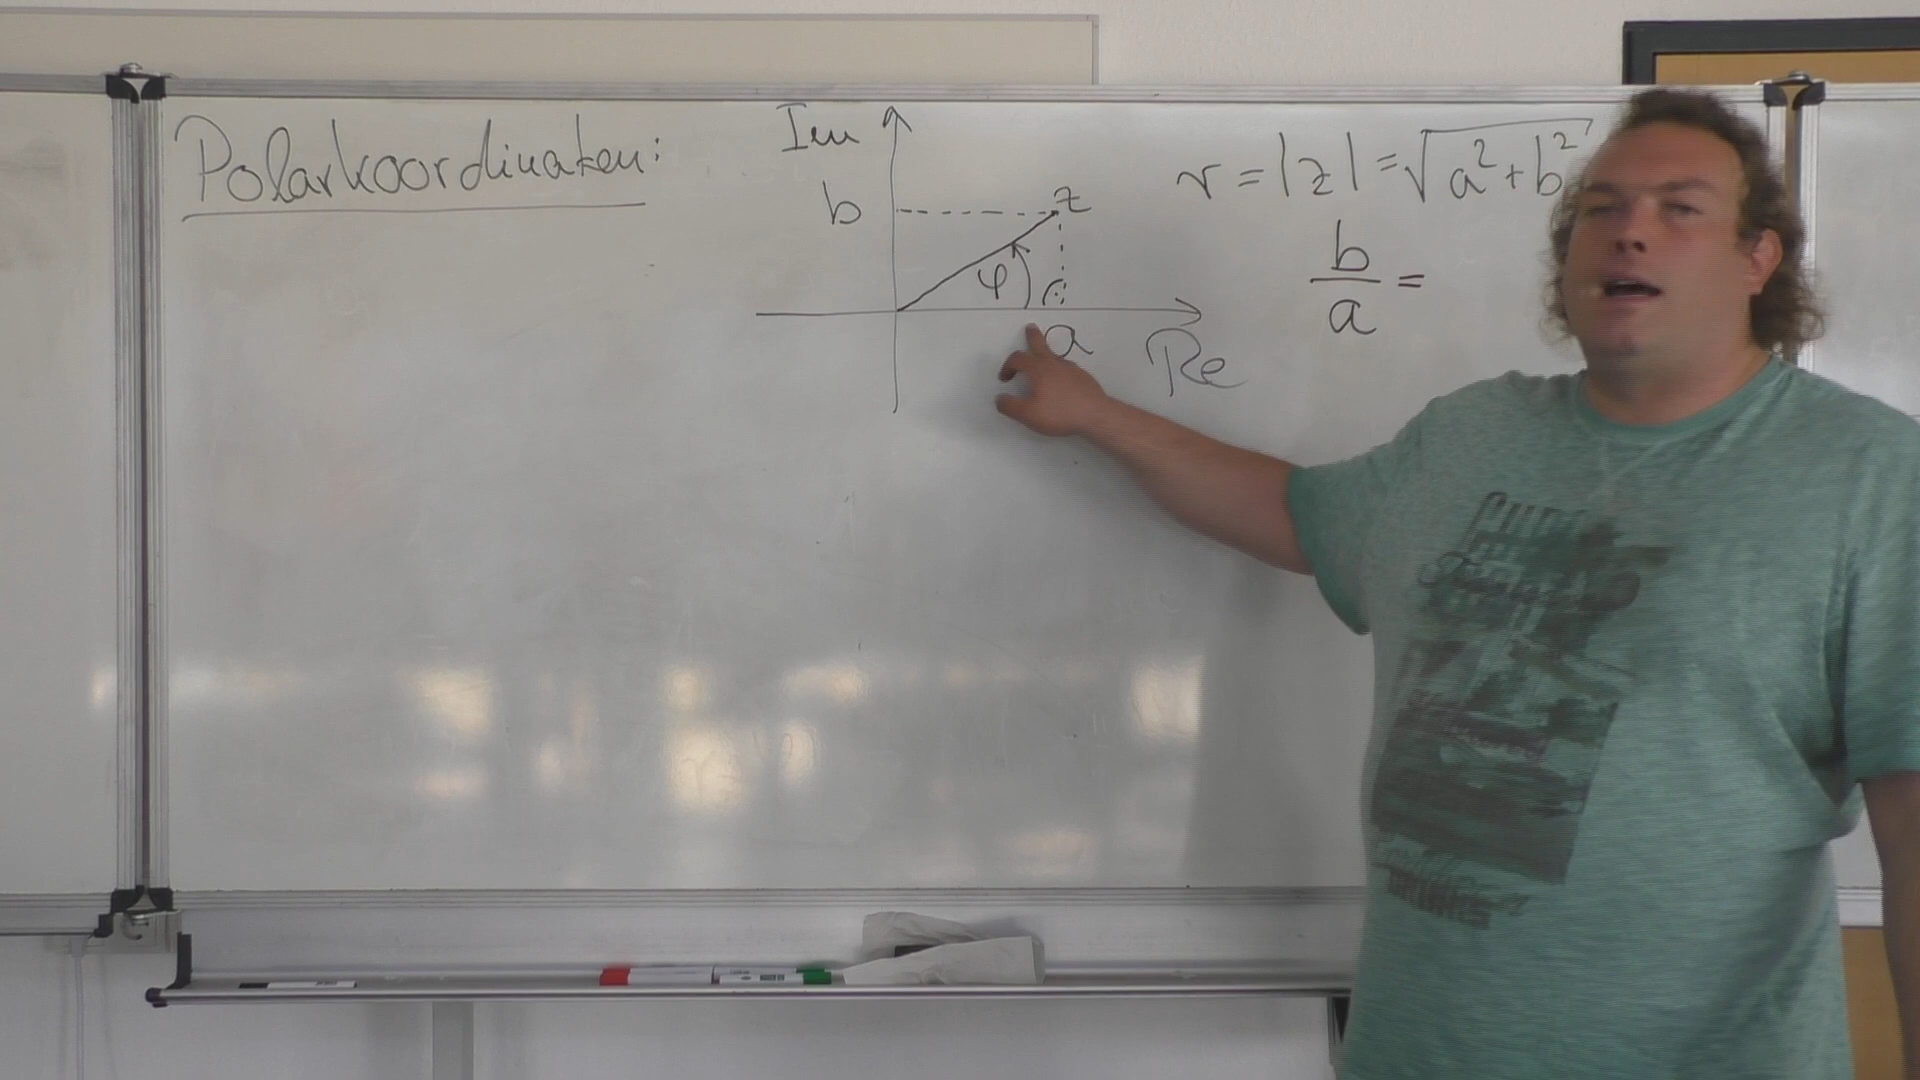 Polarkoordinaten:
Im
b
z
φ
a
Re
r = |z| = √a² + b²
b/a =